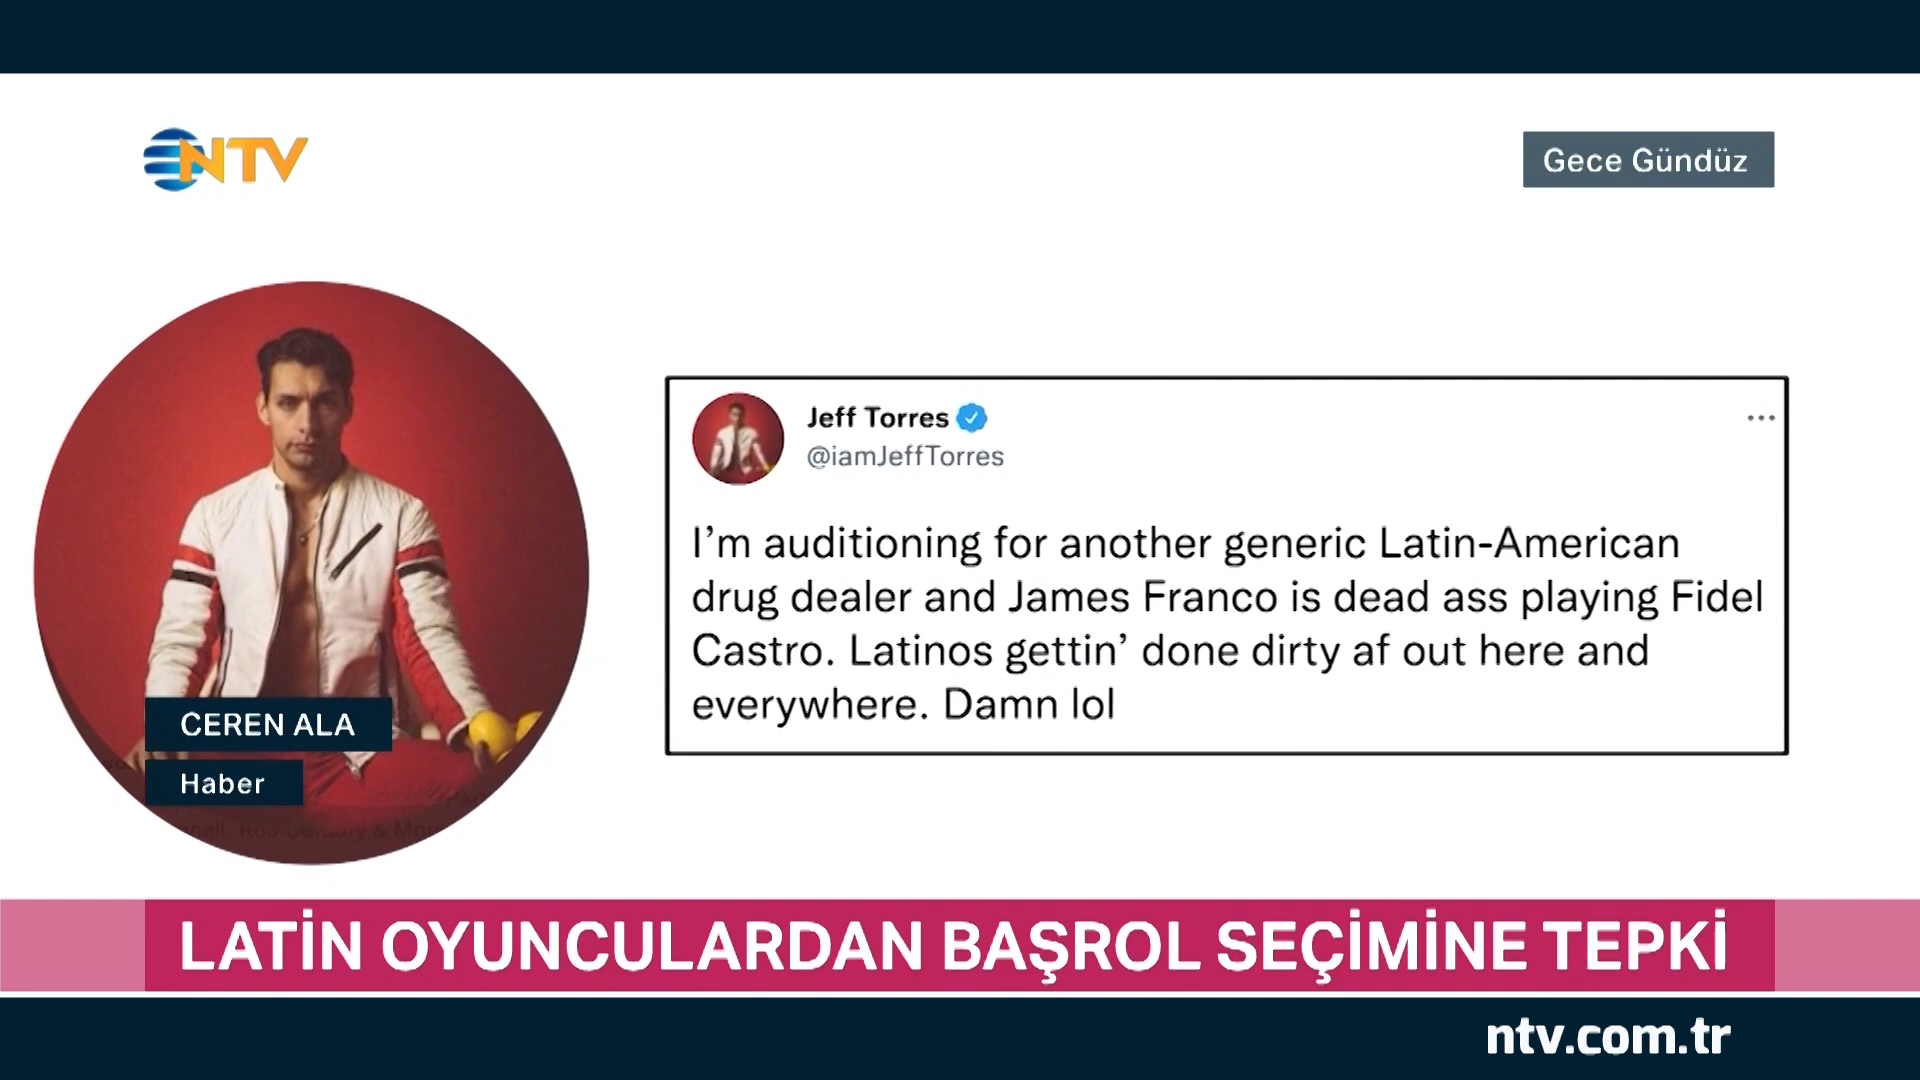 NTV
Gece Gündüz
Jeff Torres
@iamJeffTorres
I'm auditioning for another generic Latin-American
drug dealer and James Franco is dead ass playing Fidel
Castro. Latinos gettin' done dirty af out here and
everywhere. Damn lol
CEREN ALA
Haber
LATİN OYUNCULARDAN BAŞROL SEÇİMİNE TEPKİ
ntv.com.tr